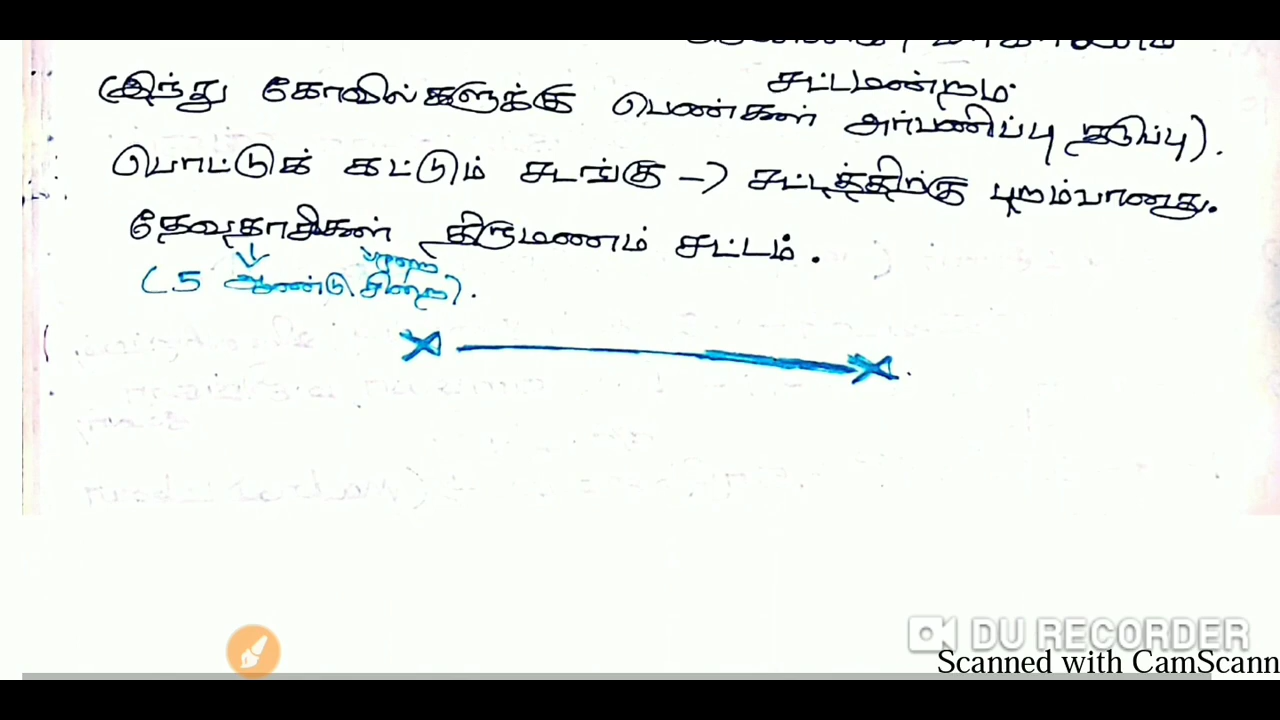 சட்டமன்றம்
(இந்து கோவில்களுக்கு பெண்கள் அர்பணிப்பு தடுப்பு).
பொட்டுக் கட்டும் சடங்கு -> சட்டத்திற்கு புறம்பானது.
தேவதாசிகள் திருமணம் சட்டம்.
(5 ஆண்டு சிறை).
DU RECORDER
Scanned with CamScann